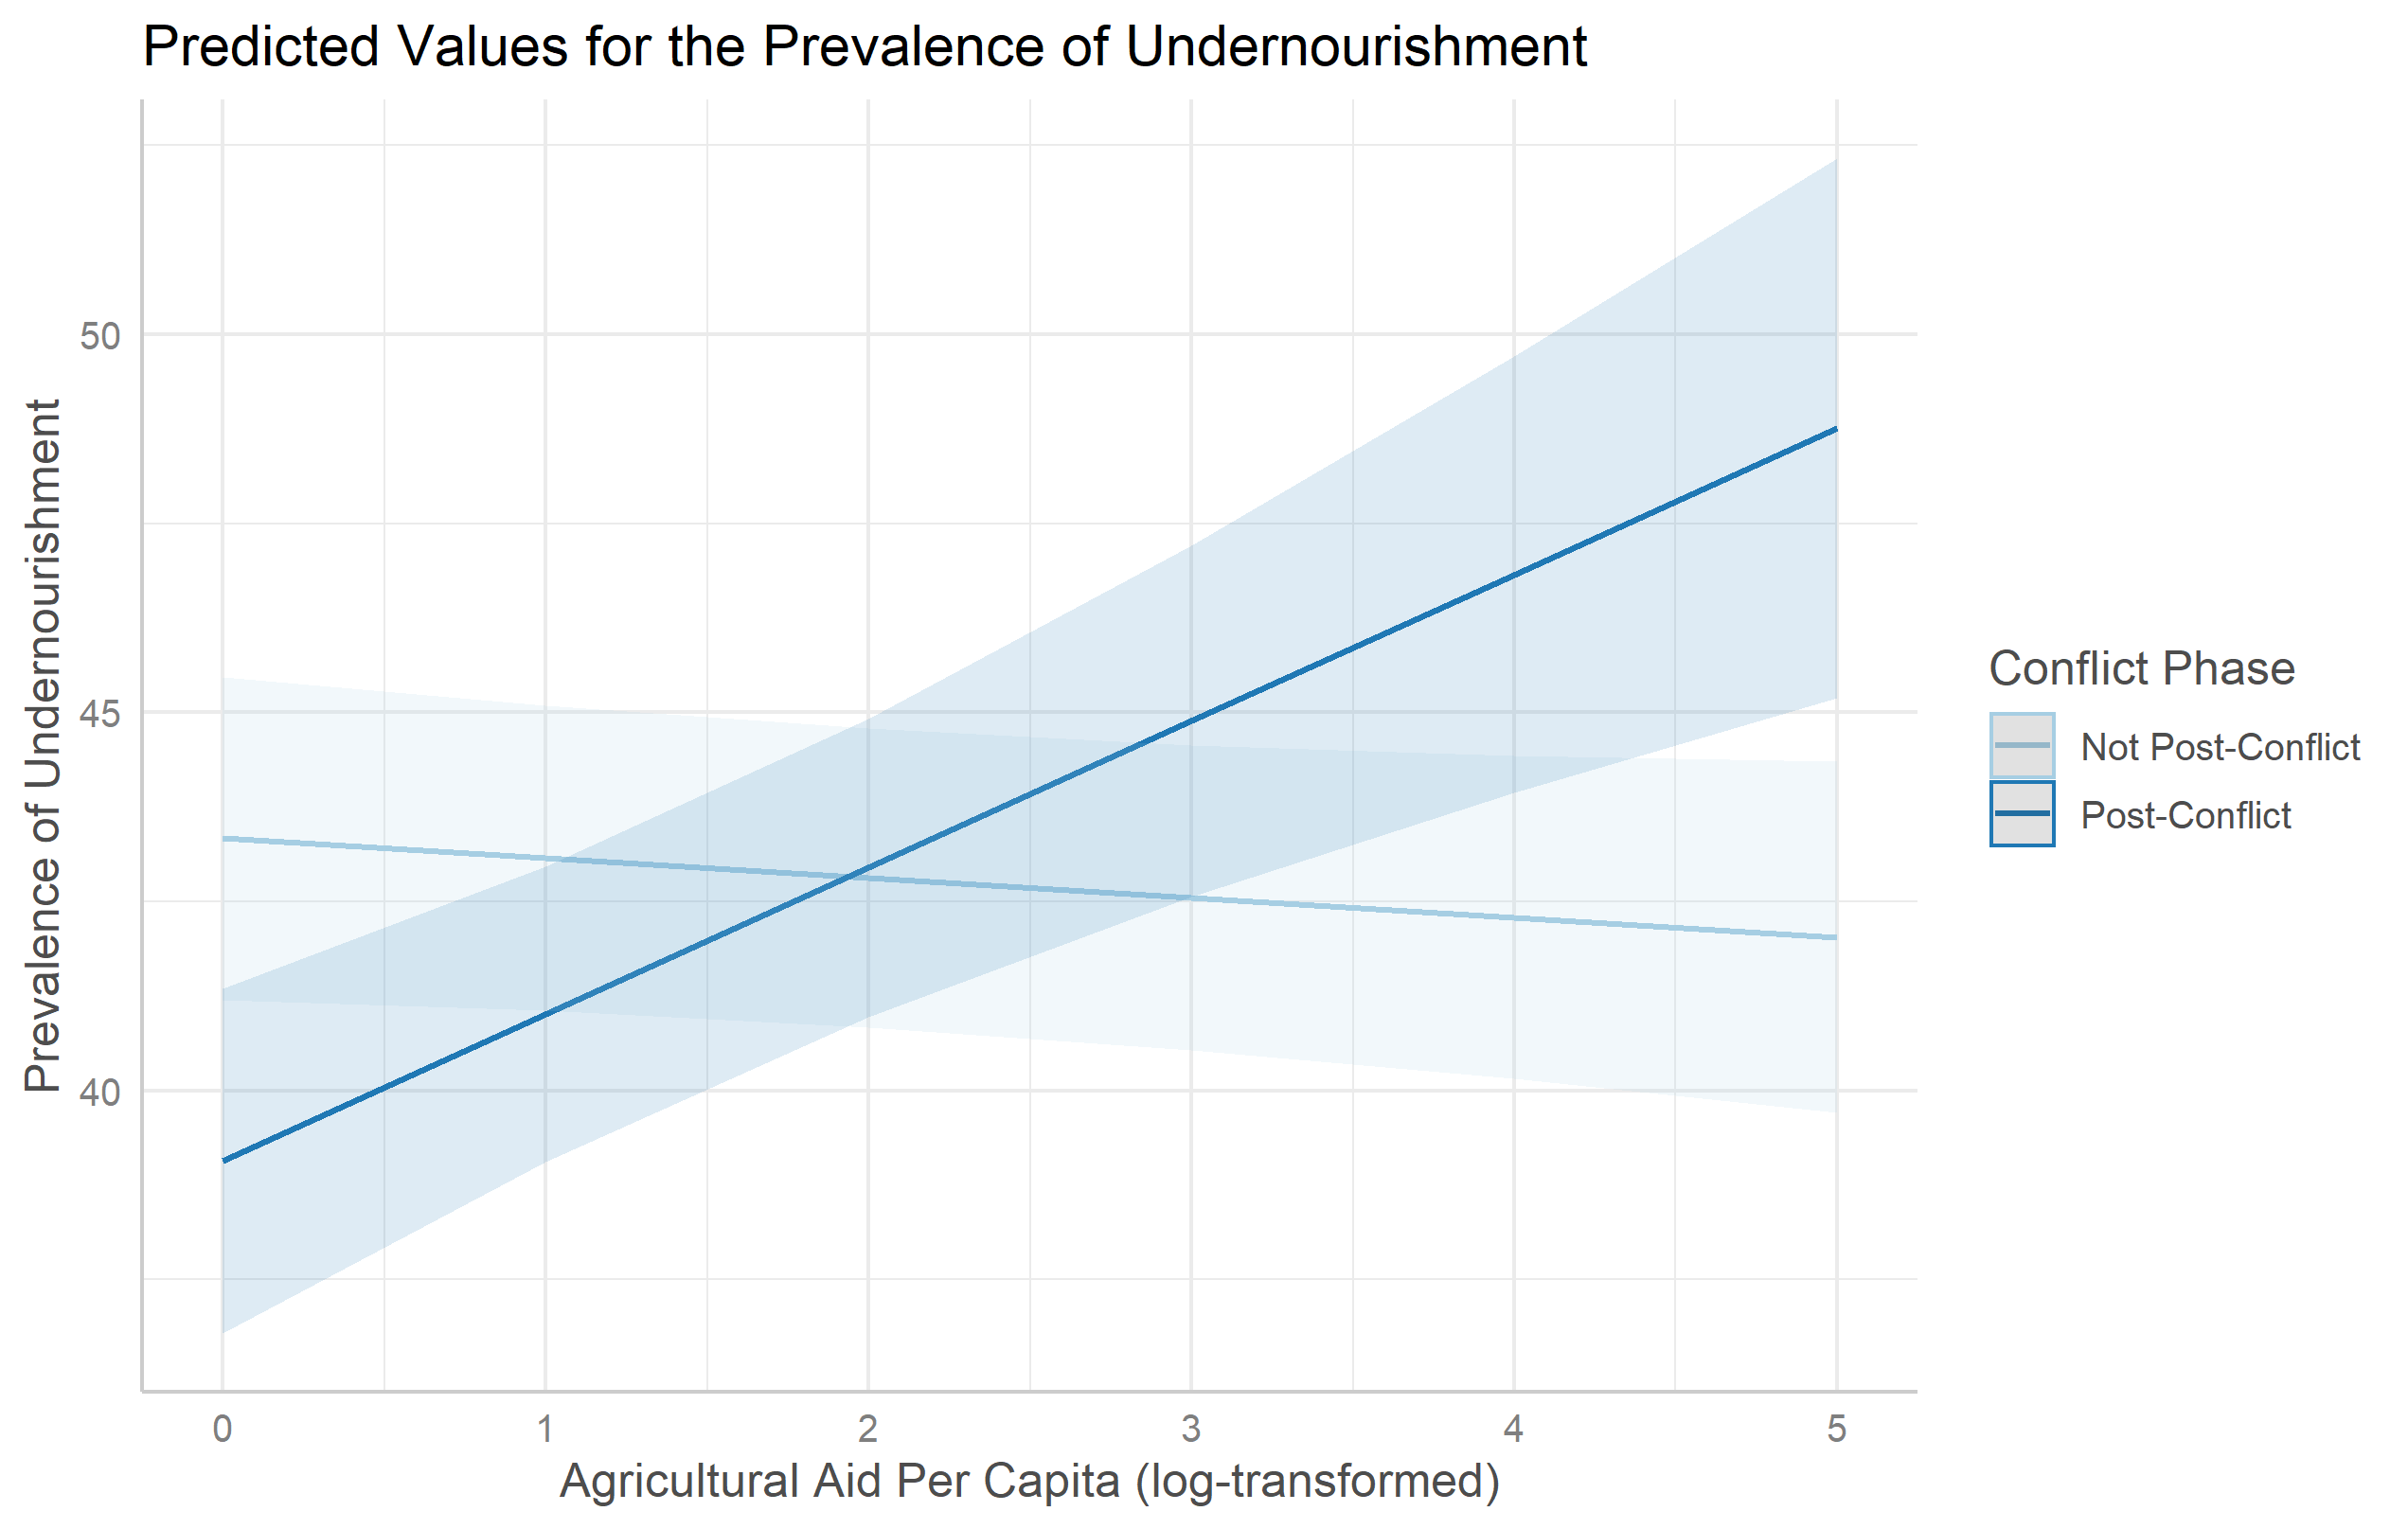 Predicted Values for the Prevalence of Undernourishment
Prevalence of Undernourishment
50
45
40
0 1 2 3 4 5
Agricultural Aid Per Capita (log-transformed)
Conflict Phase
Not Post-Conflict
Post-Conflict